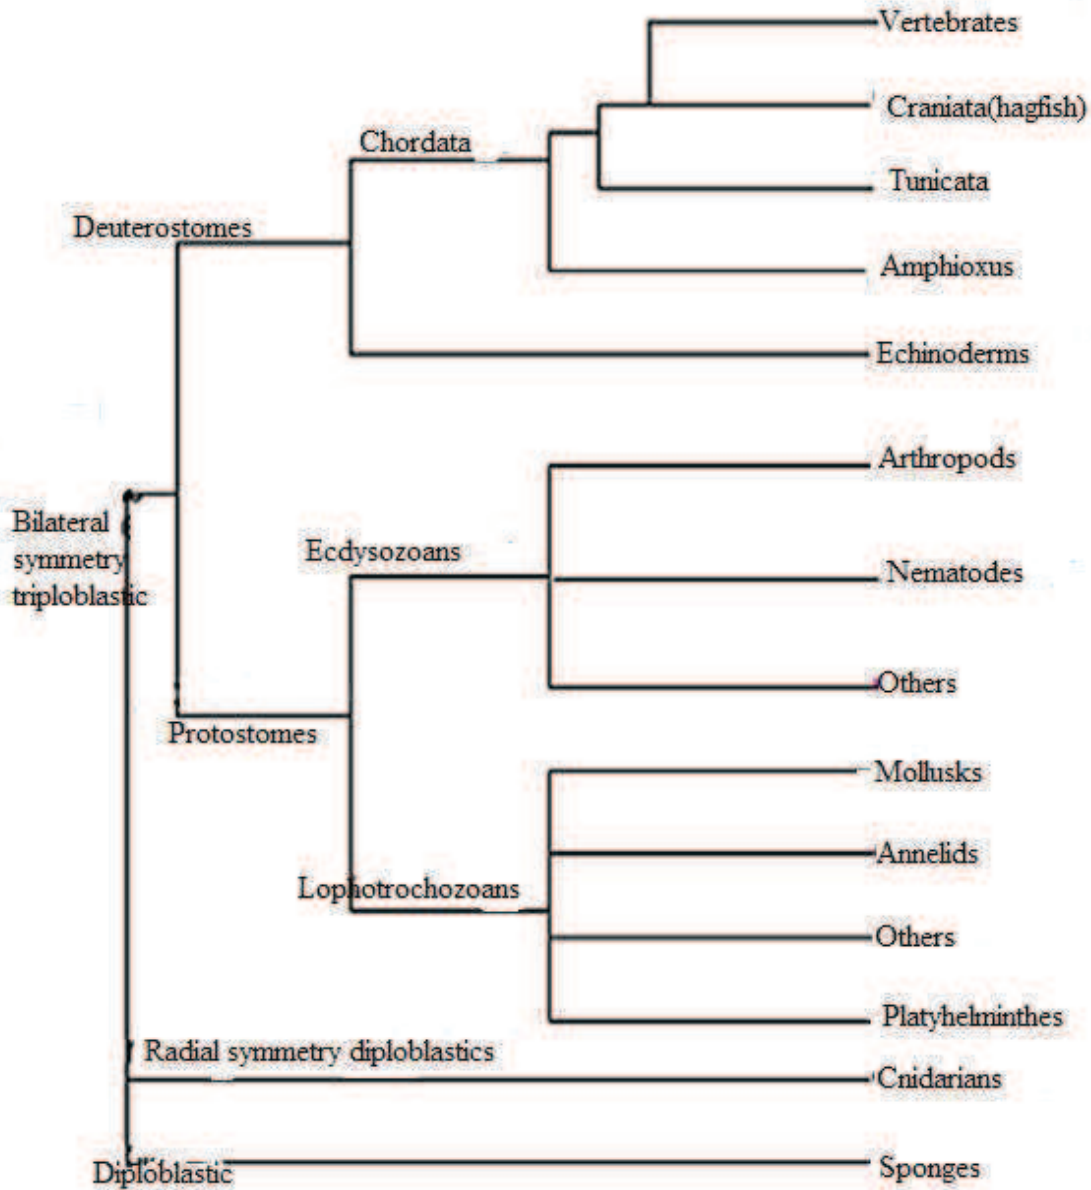 Vertebrates
Craniata(hagfish)
Chordata
Tunicata
Deuterostomes
Amphioxus
Echinoderms
Arthropods
Bilateral
symmetry
triploblastic
Ecdysozoans
Nematodes
Others
Protostomes
Mollusks
Annelids
Lophotrochozoans
Others
Platyhelminthes
Radial symmetry diploblastics
Cnidarians
Diploblastic
Sponges